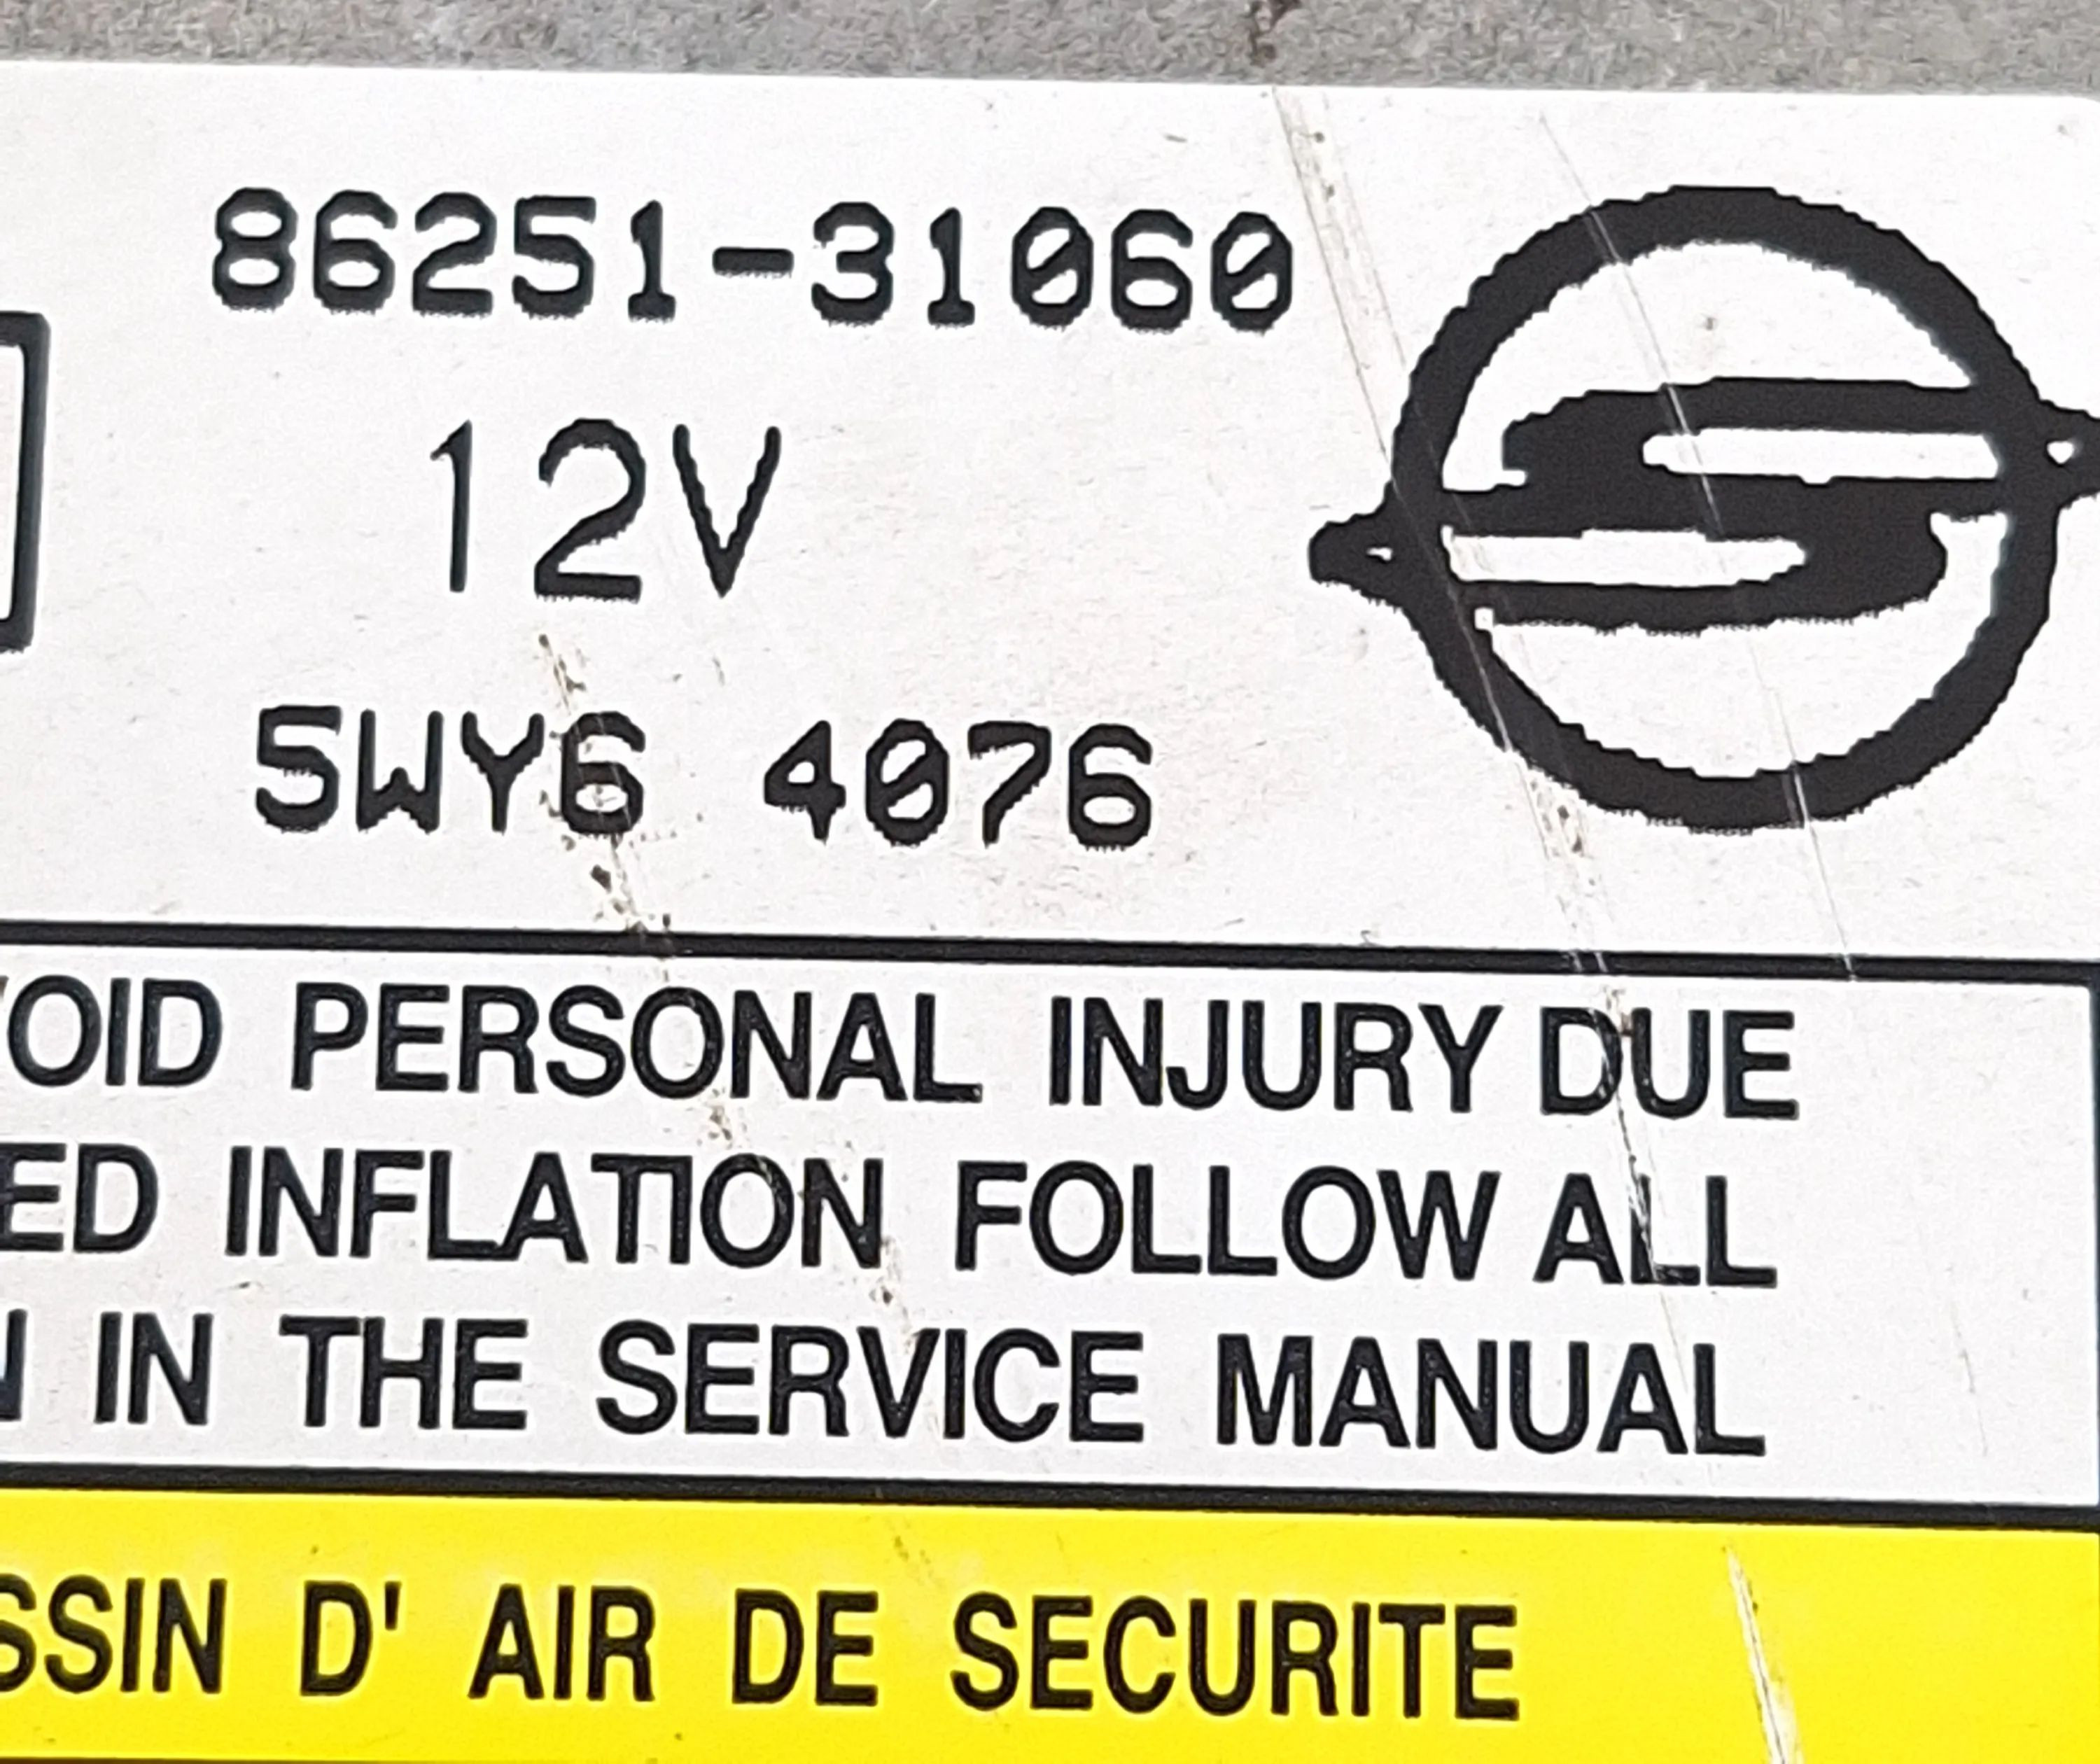 86251-31060
12V
5WY6 4076
VOID PERSONAL INJURY DUE
ED INFLATION FOLLOW ALL
N IN THE SERVICE MANUAL
SSIN D' AIR DE SECURITE